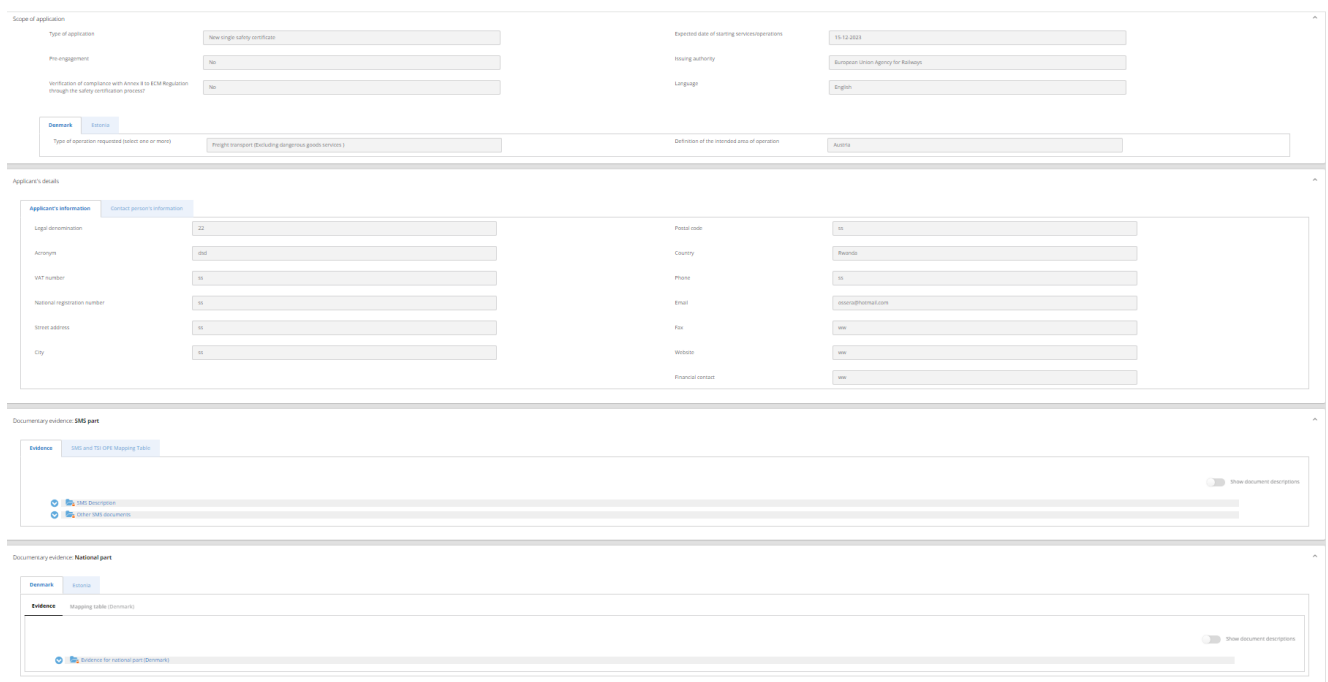 Scope of application
Type of application
New single safety certificate
Expected date of starting services/operations
15-12-2023
Pre-engagement
No
Issuing authority
European Union Agency for Railways
Verification of compliance with Annex II to ECM Regulation
through the safety certification process?
No
Language
English
Denmark
Estonia
Type of operation requested (select one or more)
Freight transport (Excluding dangerous goods services )
Definition of the intended area of operation
Austria
Applicant's details
Applicant's information
Contact person's information
Legal denomination
22
Postal code
ss
Acronym
Country
Rwanda
VAT number
ss
Phone
ss
National registration number
ss
Email
Street address
ss
Fax
ww
City
ss
Website
ww
Financial contact
ww
Documentary evidence: SMS part
Evidence
SMS and TSI OPE Mapping Table
Show document descriptions
SMS Description
Other SMS documents
Documentary evidence: National part
Denmark
Estonia
Evidence
Mapping table (Denmark)
Show document descriptions
Evidence for national part (Denmark)